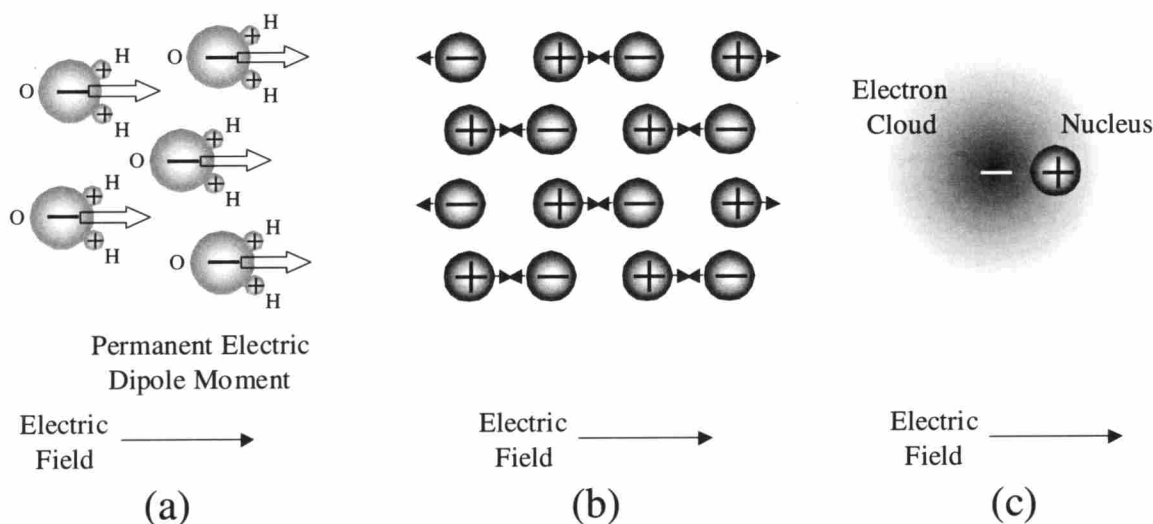 H
O
−
+
+
H
H
O
−
+
+
H
H
O
−
+
+
H
H
O
−
+
+
H
H
O
−
+
+
H
Permanent Electric
Dipole Moment
Electric
Field
(a)
− + − +
+ − + −
− + − +
+ − + −
Electric
Field
(b)
Electron
Cloud
Nucleus
− +
Electric
Field
(c)